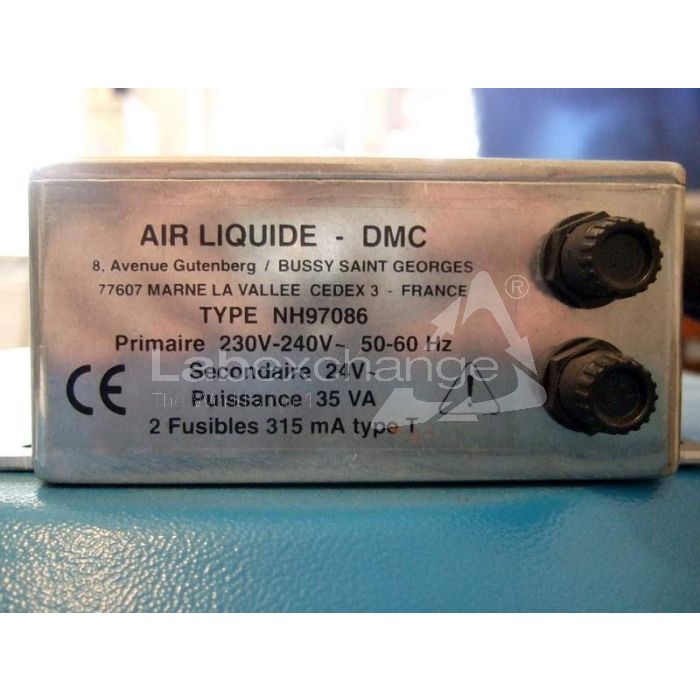 AIR LIQUIDE - DMC
8, Avenue Gutenberg / BUSSY SAINT GEORGES
77607 MARNE LA VALLEE CEDEX 3 - FRANCE
TYPE NH97086
Primaire 230V-240V~ 50-60 Hz
Labexchange ®
Secondaire 24V~
CE
Puissance 35 VA
2 Fusibles 315 mA type T